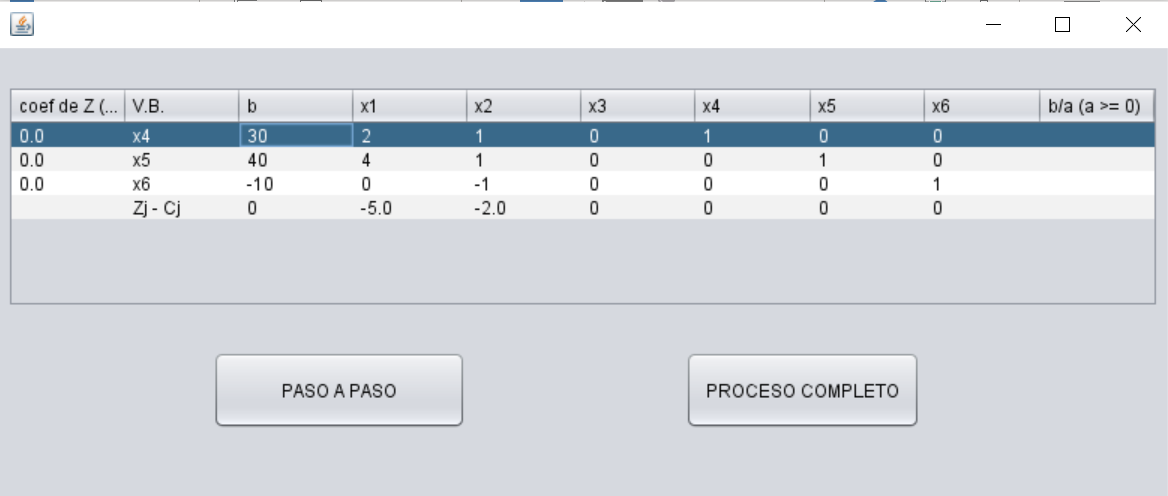 coef de Z (... V.B. b x1 x2 x3 x4 x5 x6 b/a (a >= 0)
0.0 x4 30 2 1 0 1 0 0
0.0 x5 40 4 1 0 0 1 0
0.0 x6 -10 0 -1 0 0 0 1
Zj - Cj 0 -5.0 -2.0 0 0 0 0
PASO A PASO PROCESO COMPLETO